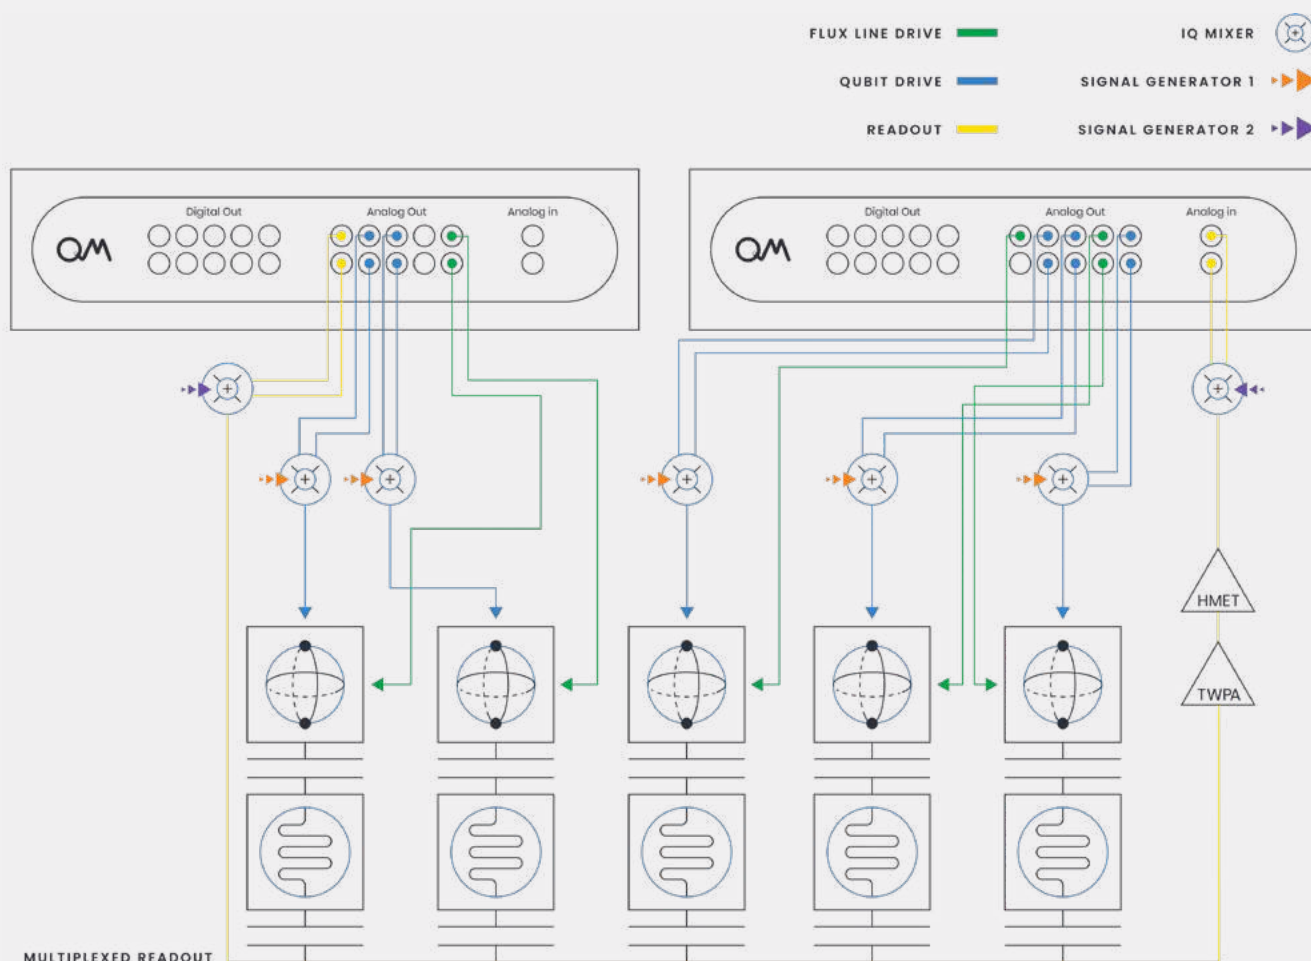 FLUX LINE DRIVE
IQ MIXER
QUBIT DRIVE
SIGNAL GENERATOR 1
READOUT
SIGNAL GENERATOR 2
Digital Out
Analog Out
Analog in
QM
Digital Out
Analog Out
Analog in
QM
HMET
TWPA
MULTIPLEXED READOUT